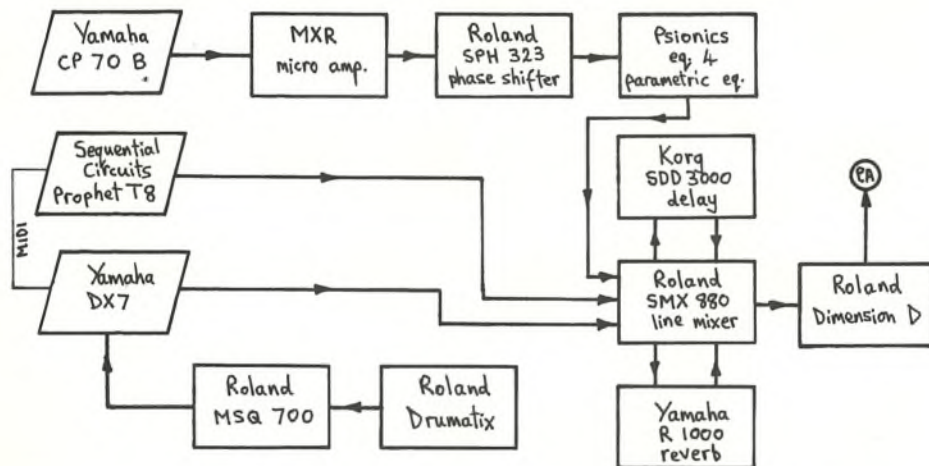 Yamaha
CP 70 B
MXR
micro amp.
Roland
SPH 323
phase shifter
Psionics
eq. 4
parametric eq.
Sequential
Circuits
Prophet T8
Korg
SDD 3000
delay
PA
MIDI
Yamaha
DX7
Roland
SMX 880
line mixer
Roland
Dimension D
Roland
MSQ 700
Roland
Drumatix
Yamaha
R 1000
reverb